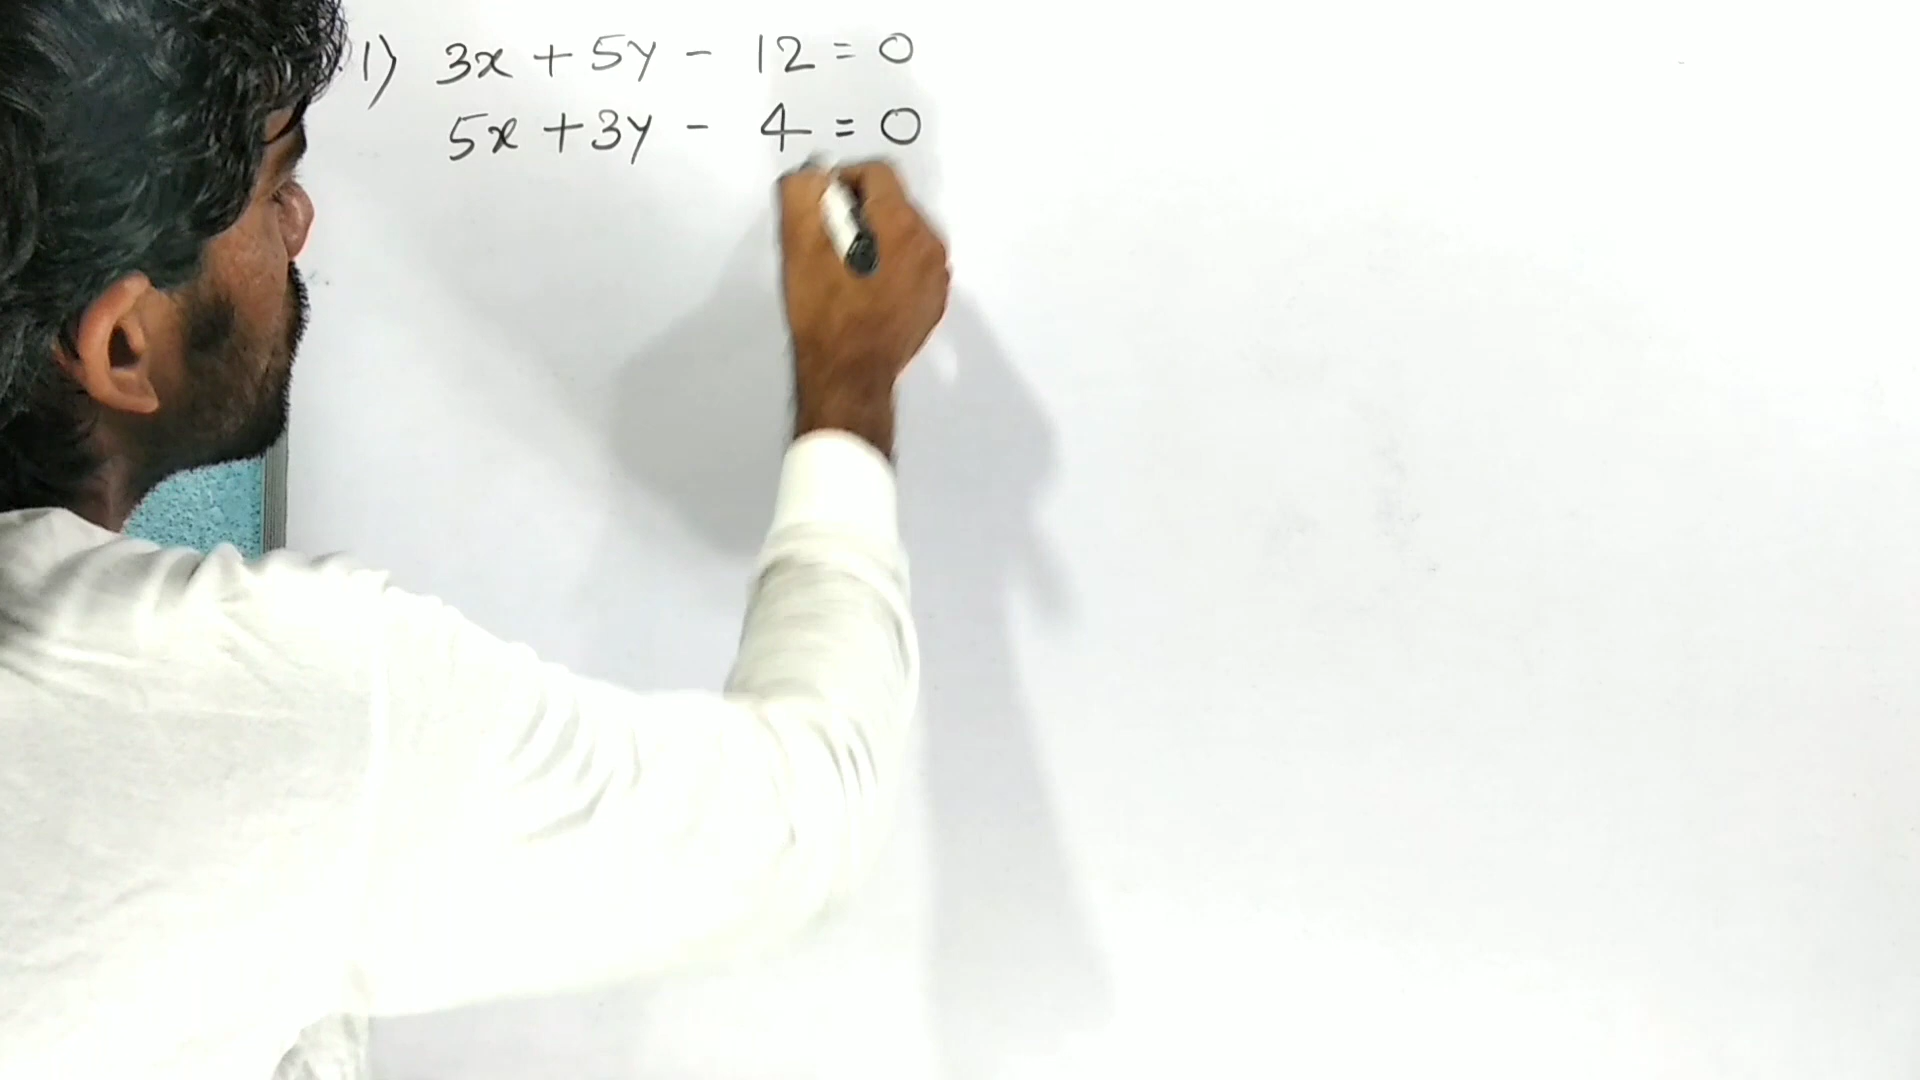 1) 3x + 5y - 12 = 0
5x + 3y - 4 = 0